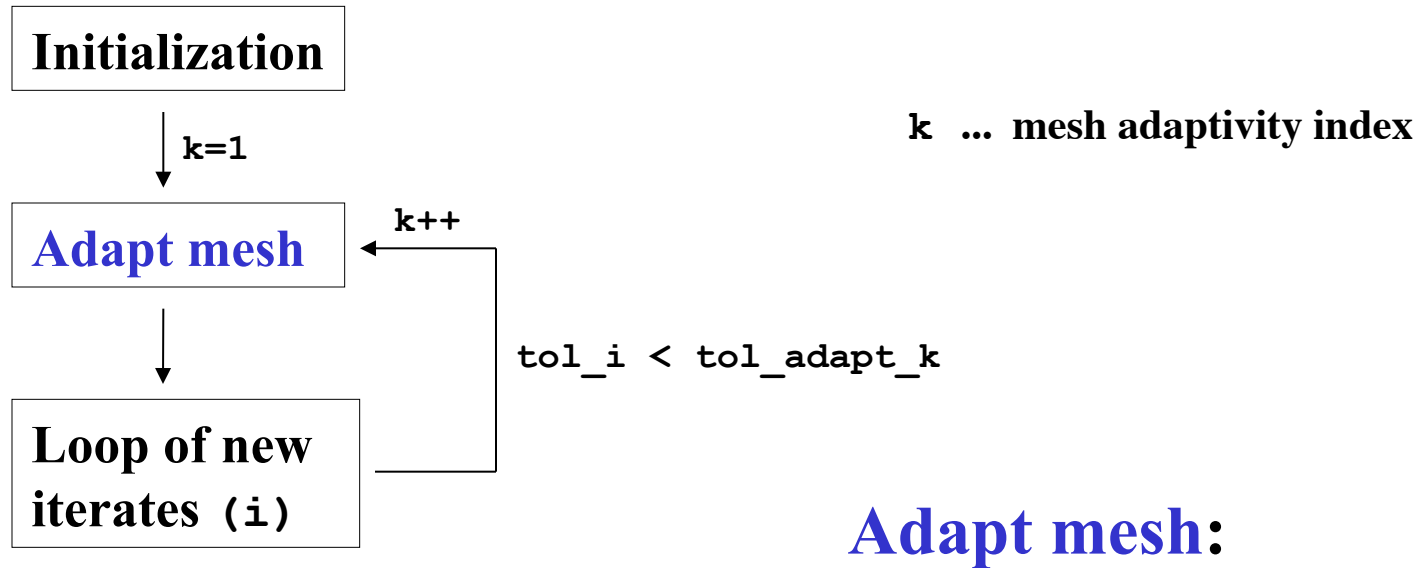 Initialization
k ... mesh adaptivity index
k=1
k++
Adapt mesh
tol_i < tol_adapt_k
Loop of new
iterates (i)
Adapt mesh: